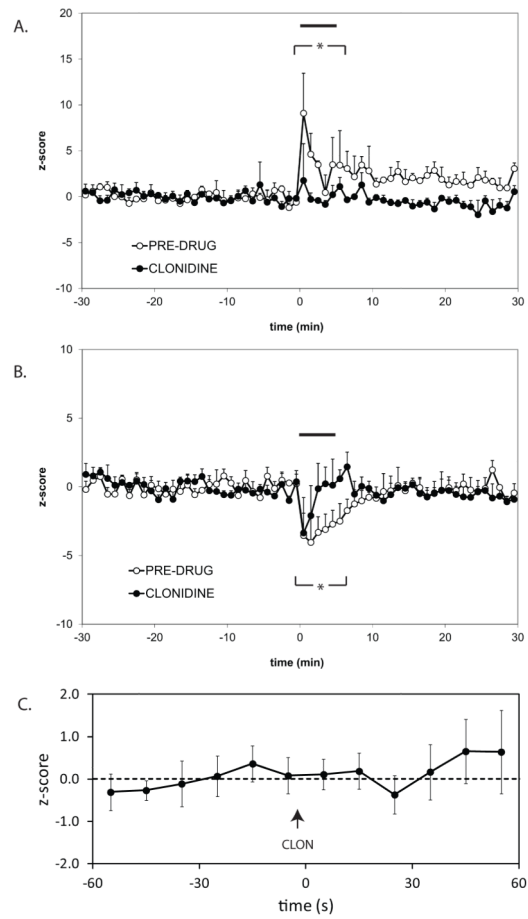 A.
20
15
10
5
0
-5
-10
z-score
*
PRE-DRUG
CLONIDINE
-30 -20 -10 0 10 20 30
time (min)
B.
10
5
0
-5
-10
z-score
PRE-DRUG
CLONIDINE
*
-30 -20 -10 0 10 20 30
time (min)
C.
2.0
1.0
0.0
-1.0
-2.0
z-score
CLON
-60 -30 0 30 60
time (s)